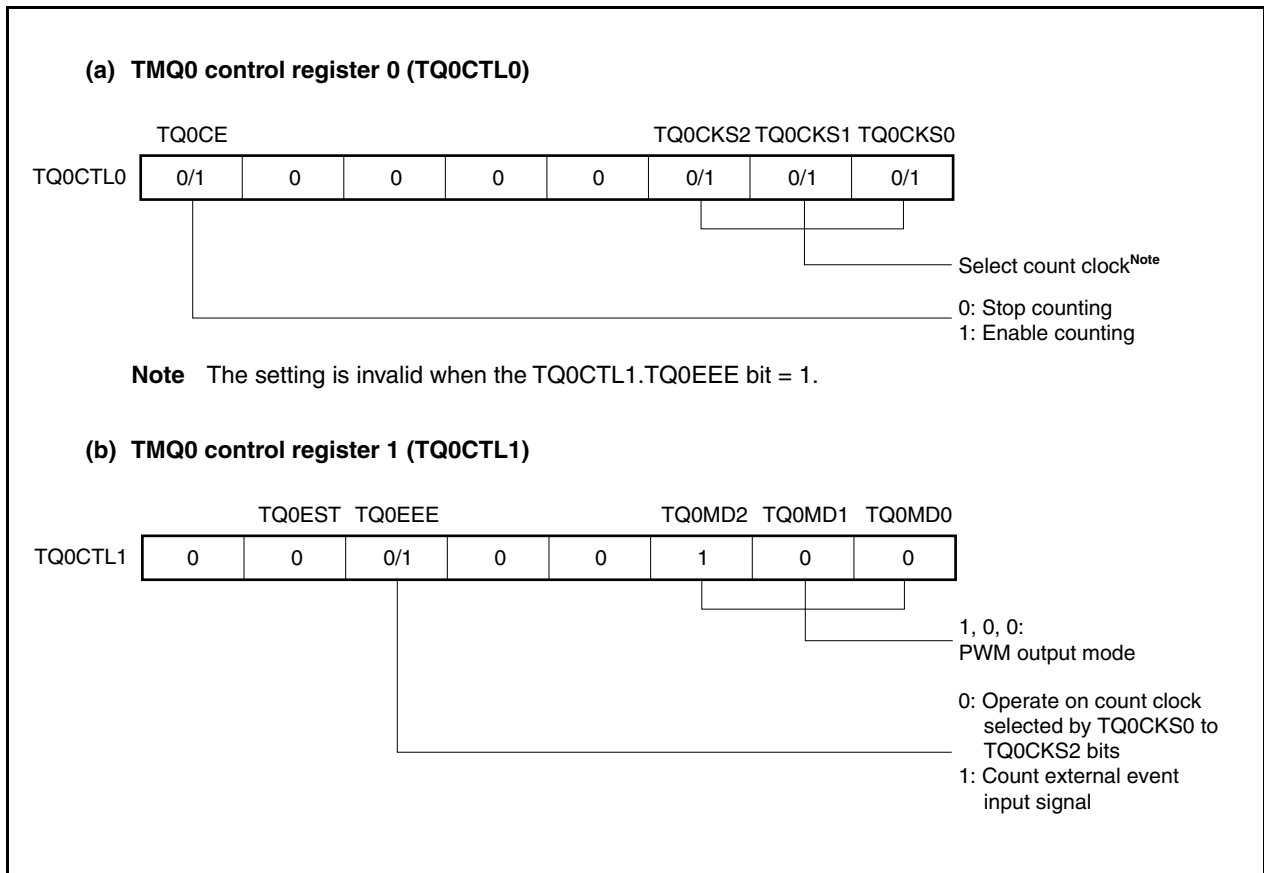 (a) TMQ0 control register 0 (TQ0CTL0)
TQ0CE TQ0CKS2 TQ0CKS1 TQ0CKS0
TQ0CTL0 0/1 0 0 0 0 0/1 0/1 0/1
Select count clockNote
0: Stop counting
1: Enable counting
Note The setting is invalid when the TQ0CTL1.TQ0EEE bit = 1.
(b) TMQ0 control register 1 (TQ0CTL1)
TQ0EST TQ0EEE TQ0MD2 TQ0MD1 TQ0MD0
TQ0CTL1 0 0 0/1 0 0 1 0 0
1, 0, 0:
PWM output mode
0: Operate on count clock
selected by TQ0CKS0 to
TQ0CKS2 bits
1: Count external event
input signal